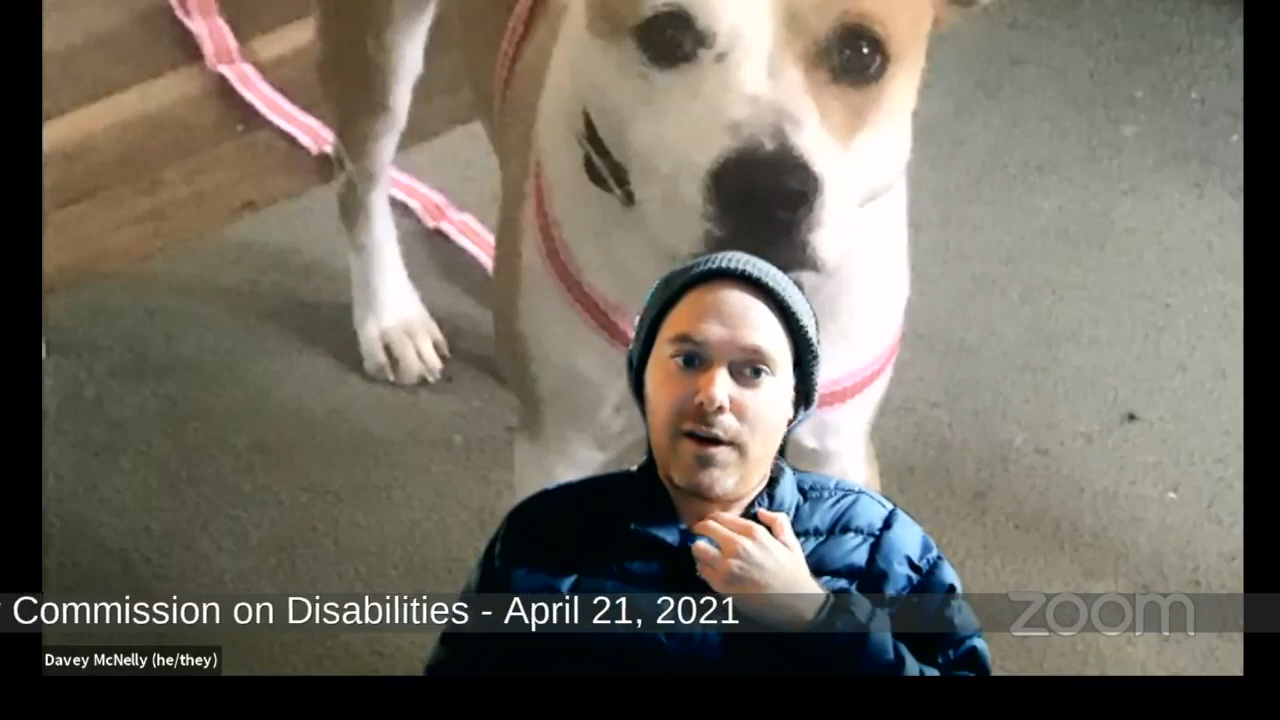 Commission on Disabilities - April 21, 2021
zoom
Davey McNelly (he/they)